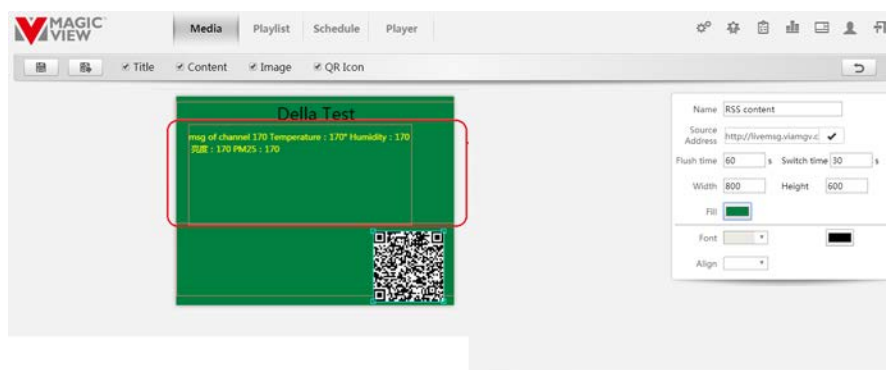 MAGIC
VIEW
Media Playlist Schedule Player
Title Content Image QR Icon
Della Test
msg of channel 170 Temperature : 170° Humidity : 170
亮度 : 170 PM25 : 170
Name RSS content
Source Address http://livemsg.viamgv.c
Flush time 60 s Switch time 30 s
Width 800 Height 600
Fill
Font
Align